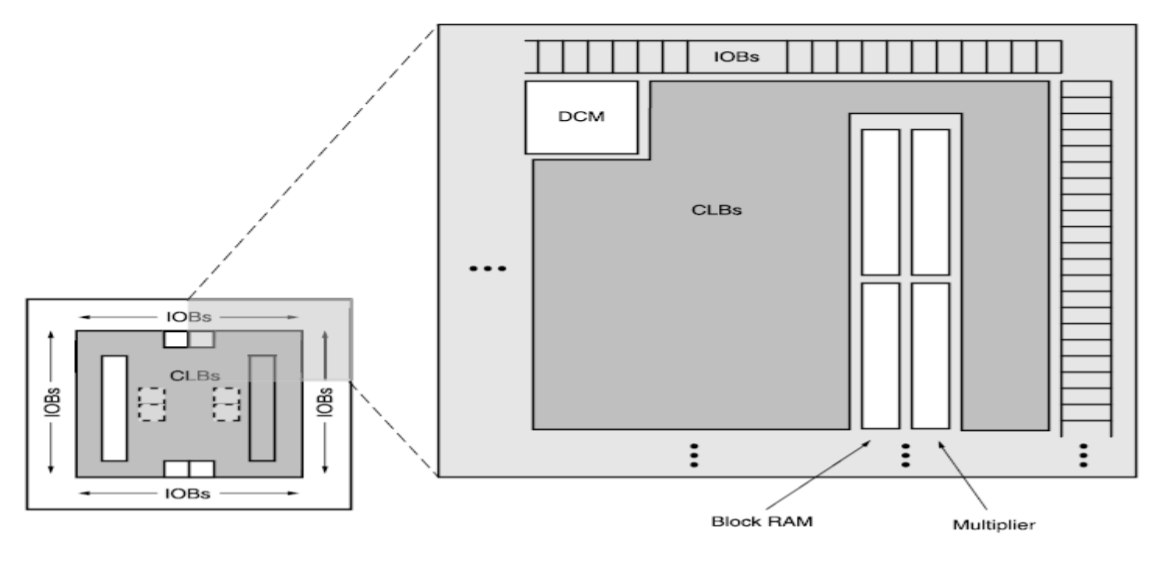 IOBs
DCM
CLBs
IOBs
CLBs
IOBs
IOBs
IOBs
Block RAM
Multiplier